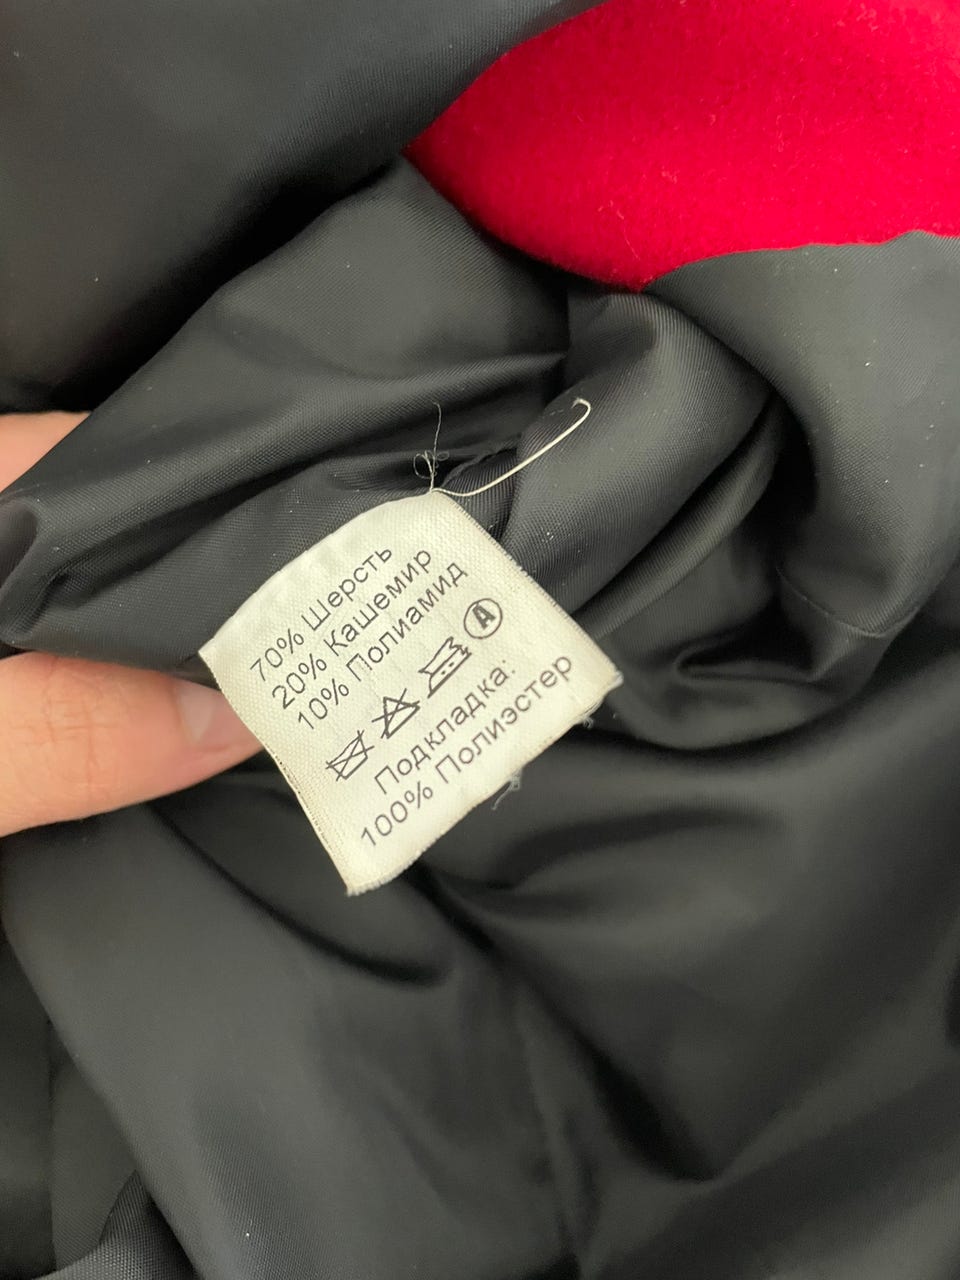 70% Шерсть
20% Кашемир
10% Полиамид
A
Подкладка:
100% Полиэстер